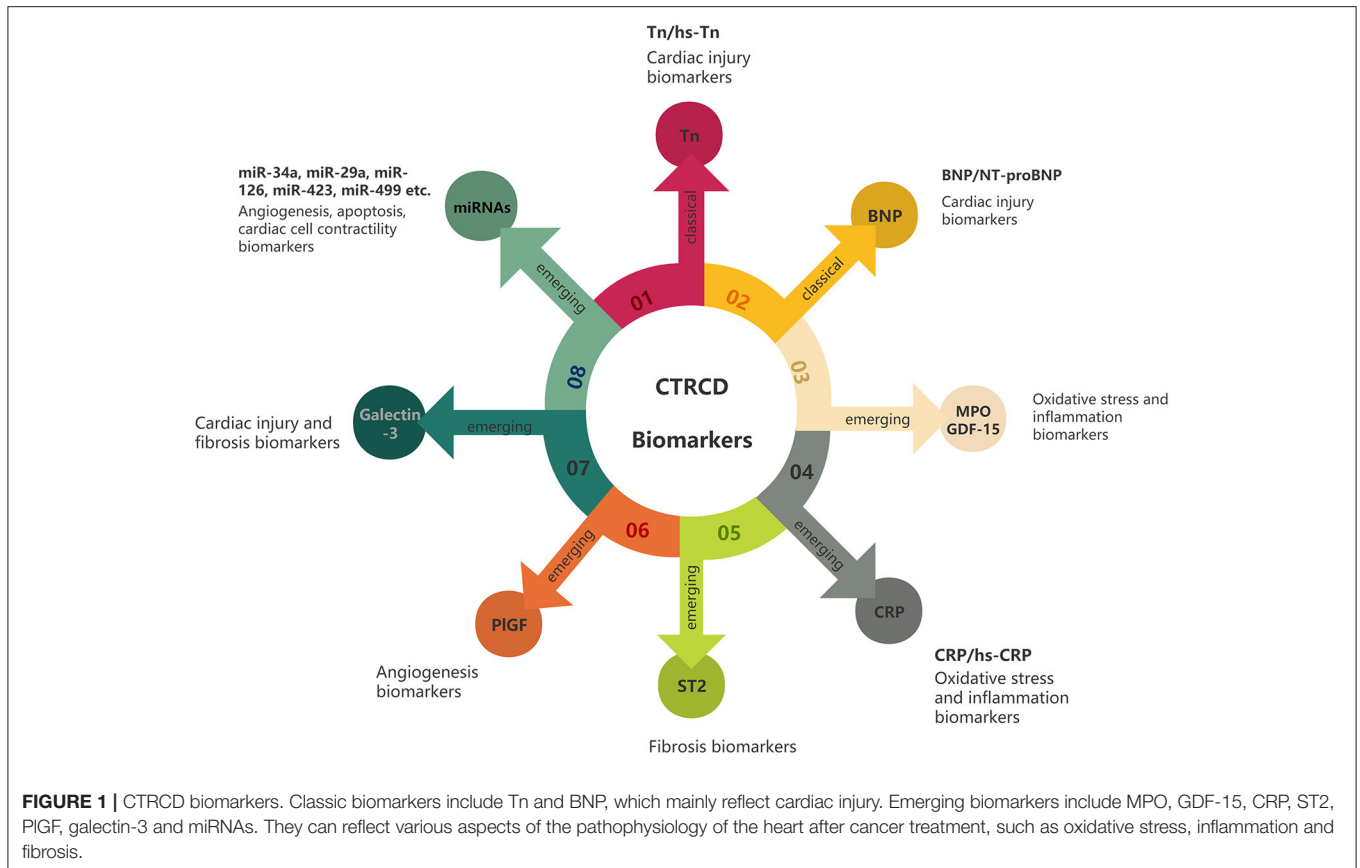 Tn/hs-Tn
Cardiac injury
biomarkers
Tn
classical
01
BNP/NT-proBNP
Cardiac injury
biomarkers
BNP
classical
02
03
emerging
MPO
GDF-15
Oxidative stress and
inflammation
biomarkers
04
emerging
CRP
CRP/hs-CRP
Oxidative stress
and inflammation
biomarkers
05
emerging
ST2
Fibrosis biomarkers
06
emerging
PlGF
Angiogenesis
biomarkers
07
emerging
Galectin
-3
Cardiac injury and
fibrosis biomarkers
08
emerging
miRNAs
miR-34a, miR-29a, miR-
126, miR-423, miR-499 etc.
Angiogenesis, apoptosis,
cardiac cell contractility
biomarkers
CTRCD
Biomarkers
FIGURE 1 | CTRCD biomarkers. Classic biomarkers include Tn and BNP, which mainly reflect cardiac injury. Emerging biomarkers include MPO, GDF-15, CRP, ST2,
PlGF, galectin-3 and miRNAs. They can reflect various aspects of the pathophysiology of the heart after cancer treatment, such as oxidative stress, inflammation and
fibrosis.